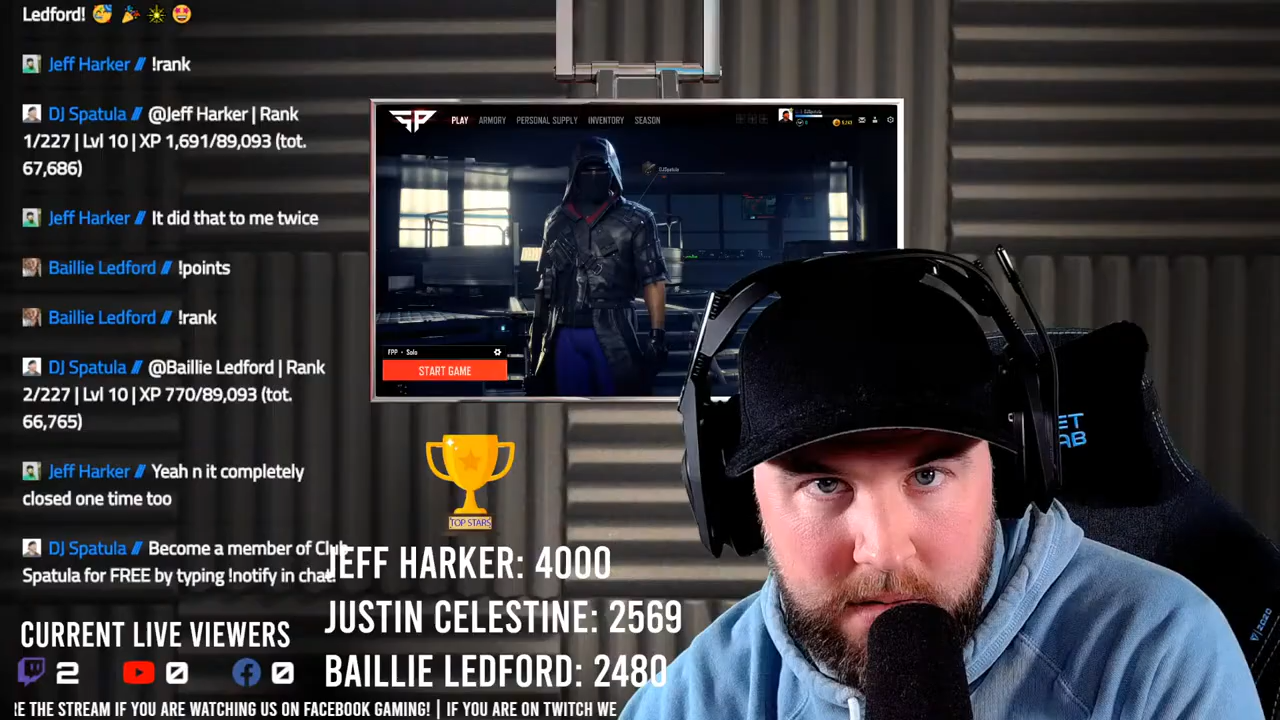 Ledford! 🥳 🎉 ✴️ 🤩
Jeff Harker // !rank
DJ Spatula // @Jeff Harker | Rank
1/227 | Lvl 10 | XP 1,691/89,093 (tot.
67,686)
Jeff Harker // It did that to me twice
Baillie Ledford // !points
Baillie Ledford // !rank
DJ Spatula // @Baillie Ledford | Rank
2/227 | Lvl 10 | XP 770/89,093 (tot.
66,765)
Jeff Harker // Yeah n it completely
closed one time too
DJ Spatula // Become a member of Club
Spatula for FREE by typing !notify in chat!
CURRENT LIVE VIEWERS
2 0 0
PLAY ARMORY PERSONAL SUPPLY INVENTORY SEASON
FPP • Solo
START GAME
TOP STARS
JEFF HARKER: 4000
JUSTIN CELESTINE: 2569
BAILLIE LEDFORD: 2480
RE THE STREAM IF YOU ARE WATCHING US ON FACEBOOK GAMING! | IF YOU ARE ON TWITCH WE